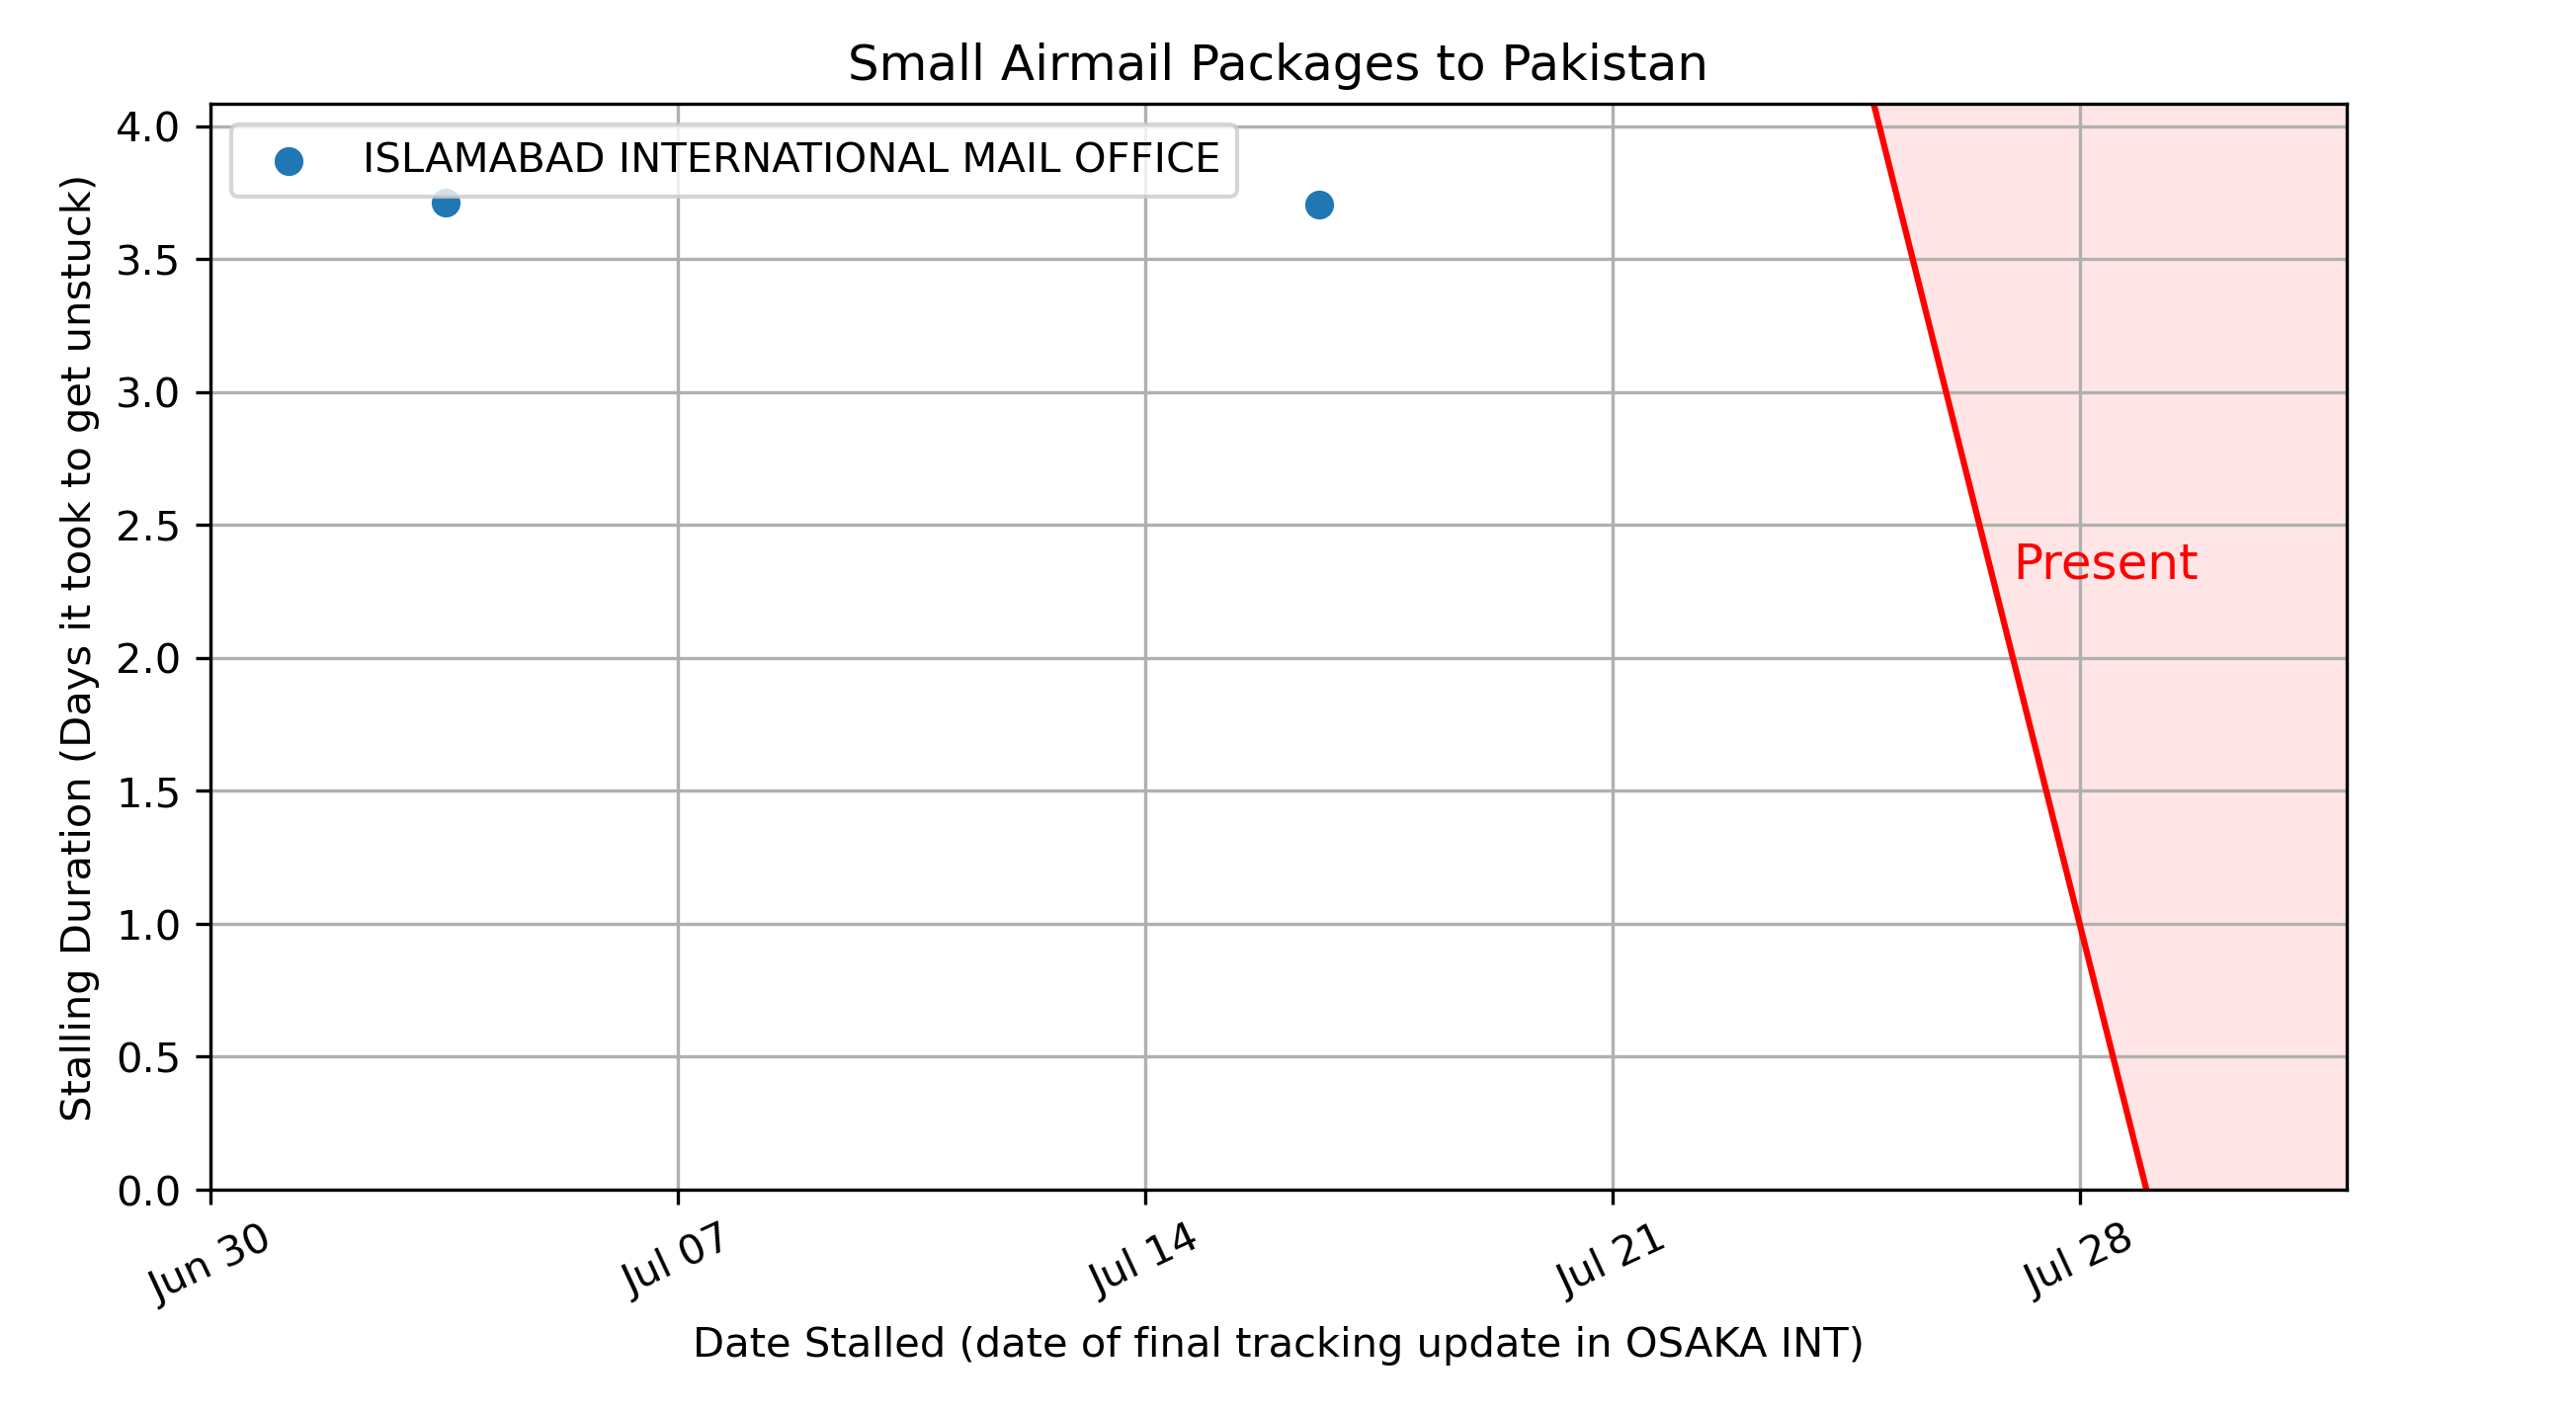 Small Airmail Packages to Pakistan
ISLAMABAD INTERNATIONAL MAIL OFFICE
Stalling Duration (Days it took to get unstuck)
4.0
3.5
3.0
2.5
2.0
1.5
1.0
0.5
0.0
Present
Jun 30
Jul 07
Jul 14
Jul 21
Jul 28
Date Stalled (date of final tracking update in OSAKA INT)